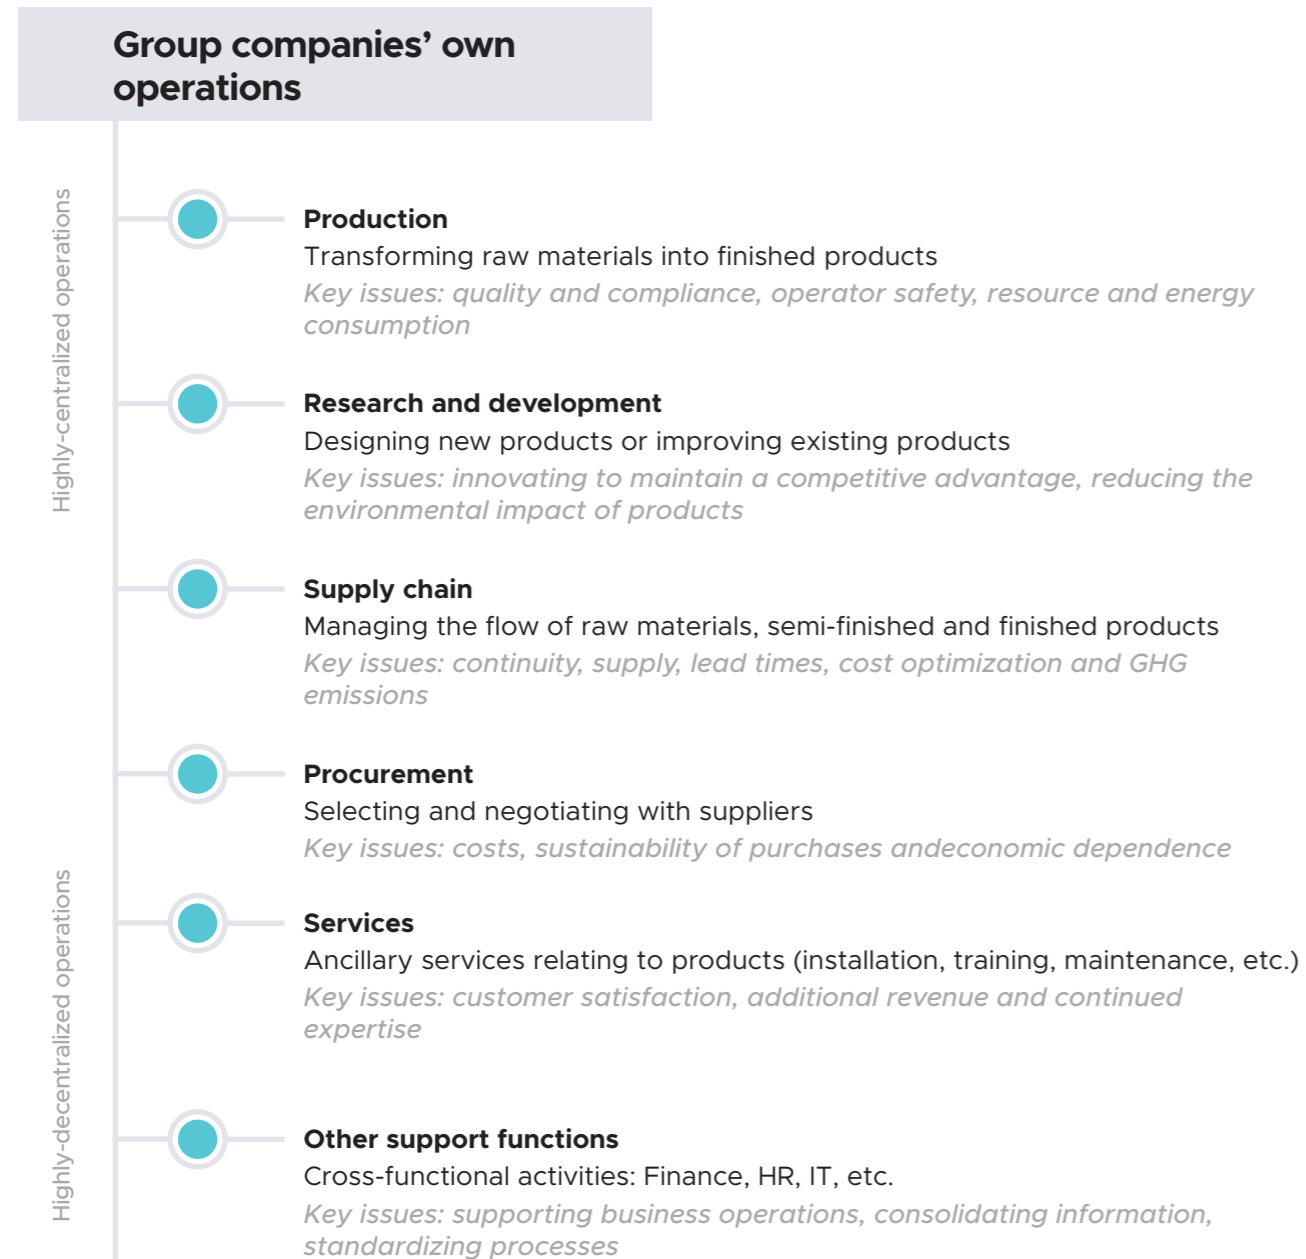 Group companies’ own
operations
Highly-centralized operations
Production
Transforming raw materials into finished products
Key issues: quality and compliance, operator safety, resource and energy
consumption
Research and development
Designing new products or improving existing products
Key issues: innovating to maintain a competitive advantage, reducing the
environmental impact of products
Supply chain
Managing the flow of raw materials, semi-finished and finished products
Key issues: continuity, supply, lead times, cost optimization and GHG
emissions
Procurement
Selecting and negotiating with suppliers
Key issues: costs, sustainability of purchases andeconomic dependence
Highly-decentralized operations
Services
Ancillary services relating to products (installation, training, maintenance, etc.)
Key issues: customer satisfaction, additional revenue and continued
expertise
Other support functions
Cross-functional activities: Finance, HR, IT, etc.
Key issues: supporting business operations, consolidating information,
standardizing processes